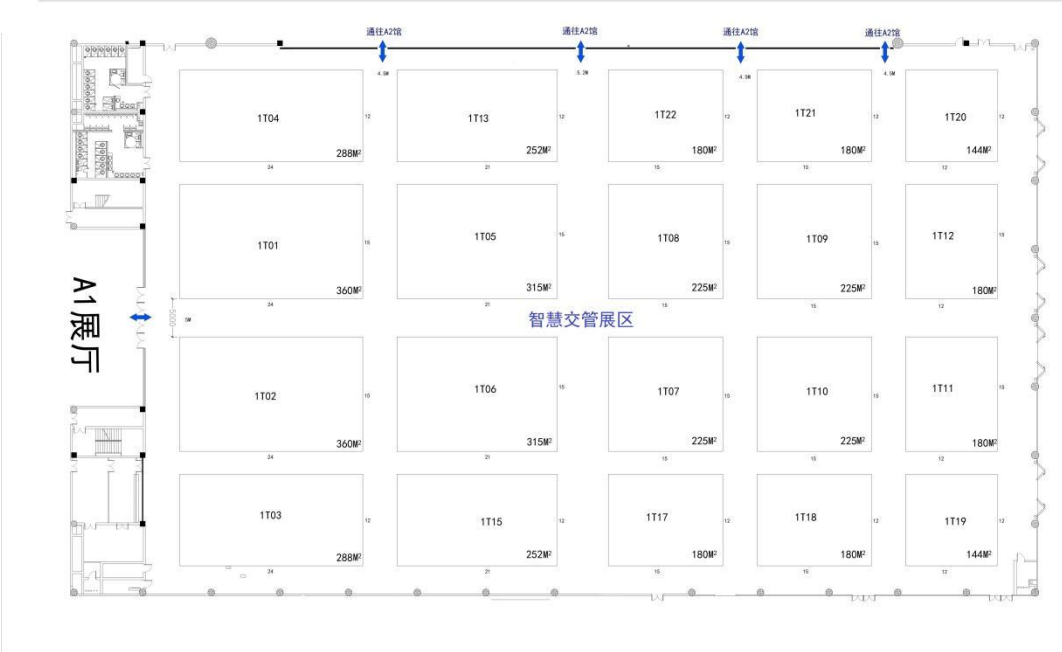 通往A2馆 通往A2馆 通往A2馆 通往A2馆
4.5M 5.2M 4.5M 4.5M
1T04 12 1T13 12 1T22 12 1T21 12 1T20 12
288M² 252M² 180M² 180M² 144M²
24 21 15 15 12
1T01 15 1T05 15 1T08 15 1T09 15 1T12 15
360M² 315M² 225M² 225M² 180M²
24 21 15 15 12
A1展厅
5000 5M
智慧交管展区
1T02 15 1T06 15 1T07 15 1T10 15 1T11 15
360M² 315M² 225M² 225M² 180M²
21 15 15 12
1T03 12 1T15 12 1T17 12 1T18 12 1T19 12
288M² 252M² 180M² 180M² 144M²
24 21 15 15 12